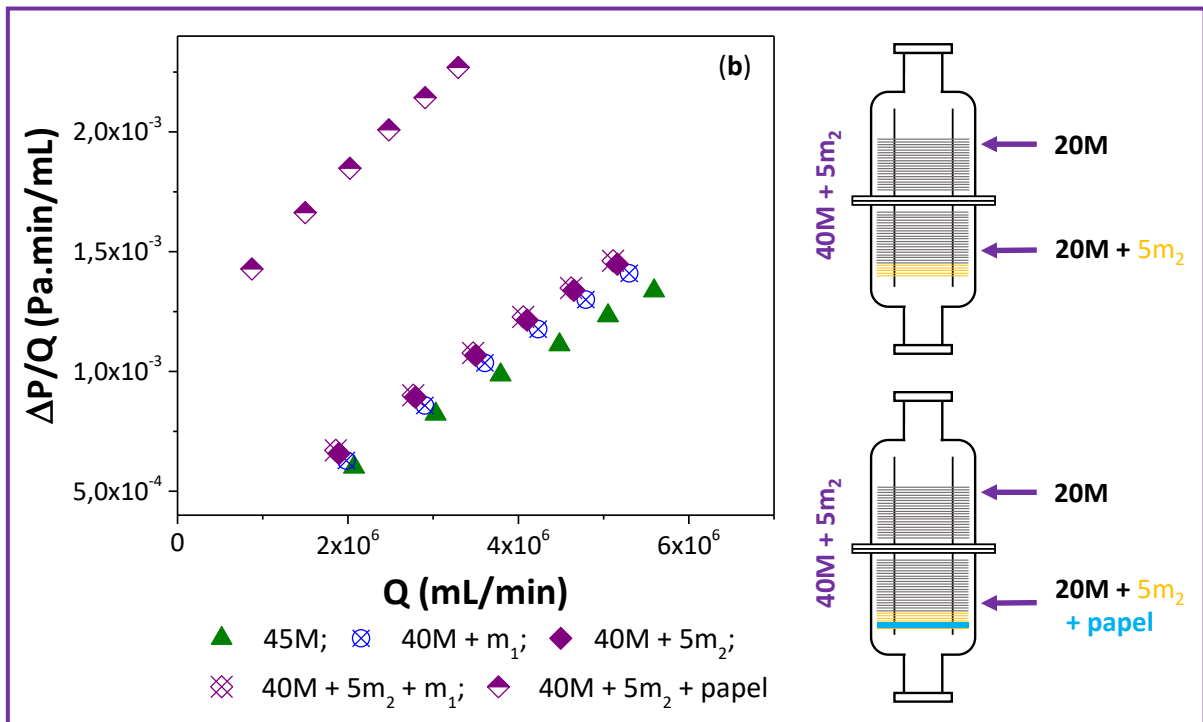 (b)
ΔP/Q (Pa.min/mL)
2,0x10⁻³
1,5x10⁻³
1,0x10⁻³
5,0x10⁻⁴
0
2x10⁶
4x10⁶
6x10⁶
Q (mL/min)
45M;
40M + m₁;
40M + 5m₂;
40M + 5m₂ + m₁;
40M + 5m₂ + papel
40M + 5m₂
20M
20M + 5m₂
40M + 5m₂
20M
20M + 5m₂
+ papel